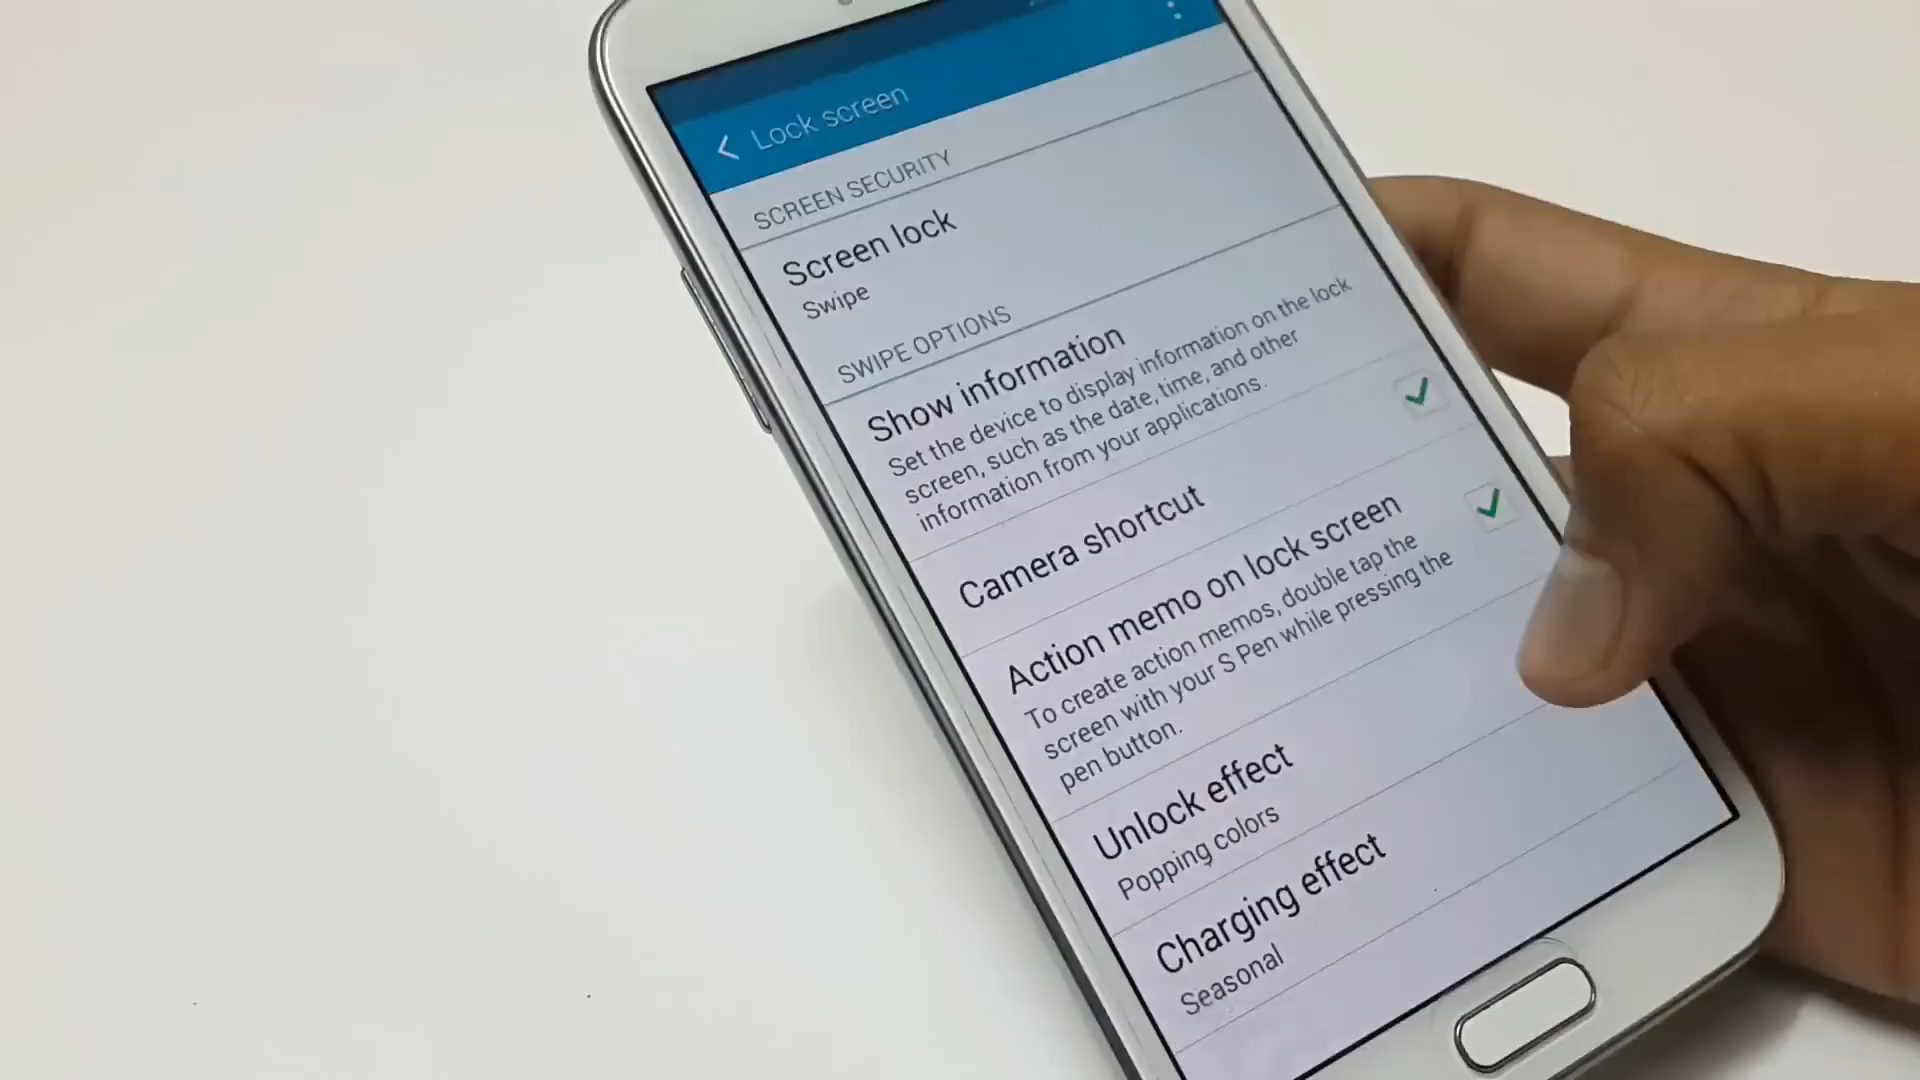 Lock screen
SCREEN SECURITY
Screen lock
Swipe
SWIPE OPTIONS
Show information
Set the device to display information on the lock
screen, such as the date, time, and other
information from your applications.
Camera shortcut
Action memo on lock screen
To create action memos, double tap the
screen with your S Pen while pressing the
pen button.
Unlock effect
Popping colors
Charging effect
Seasonal